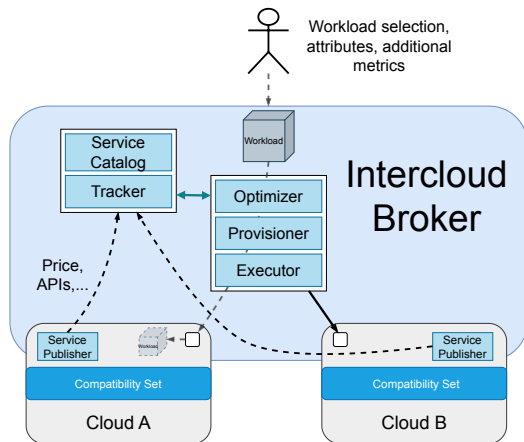 Workload selection,
attributes, additional
metrics
Workload
Service
Catalog
Tracker
Optimizer
Provisioner
Executor
Intercloud
Broker
Price,
APIs,...
Service
Publisher
Workload
Service
Publisher
Compatibility Set
Compatibility Set
Cloud A
Cloud B